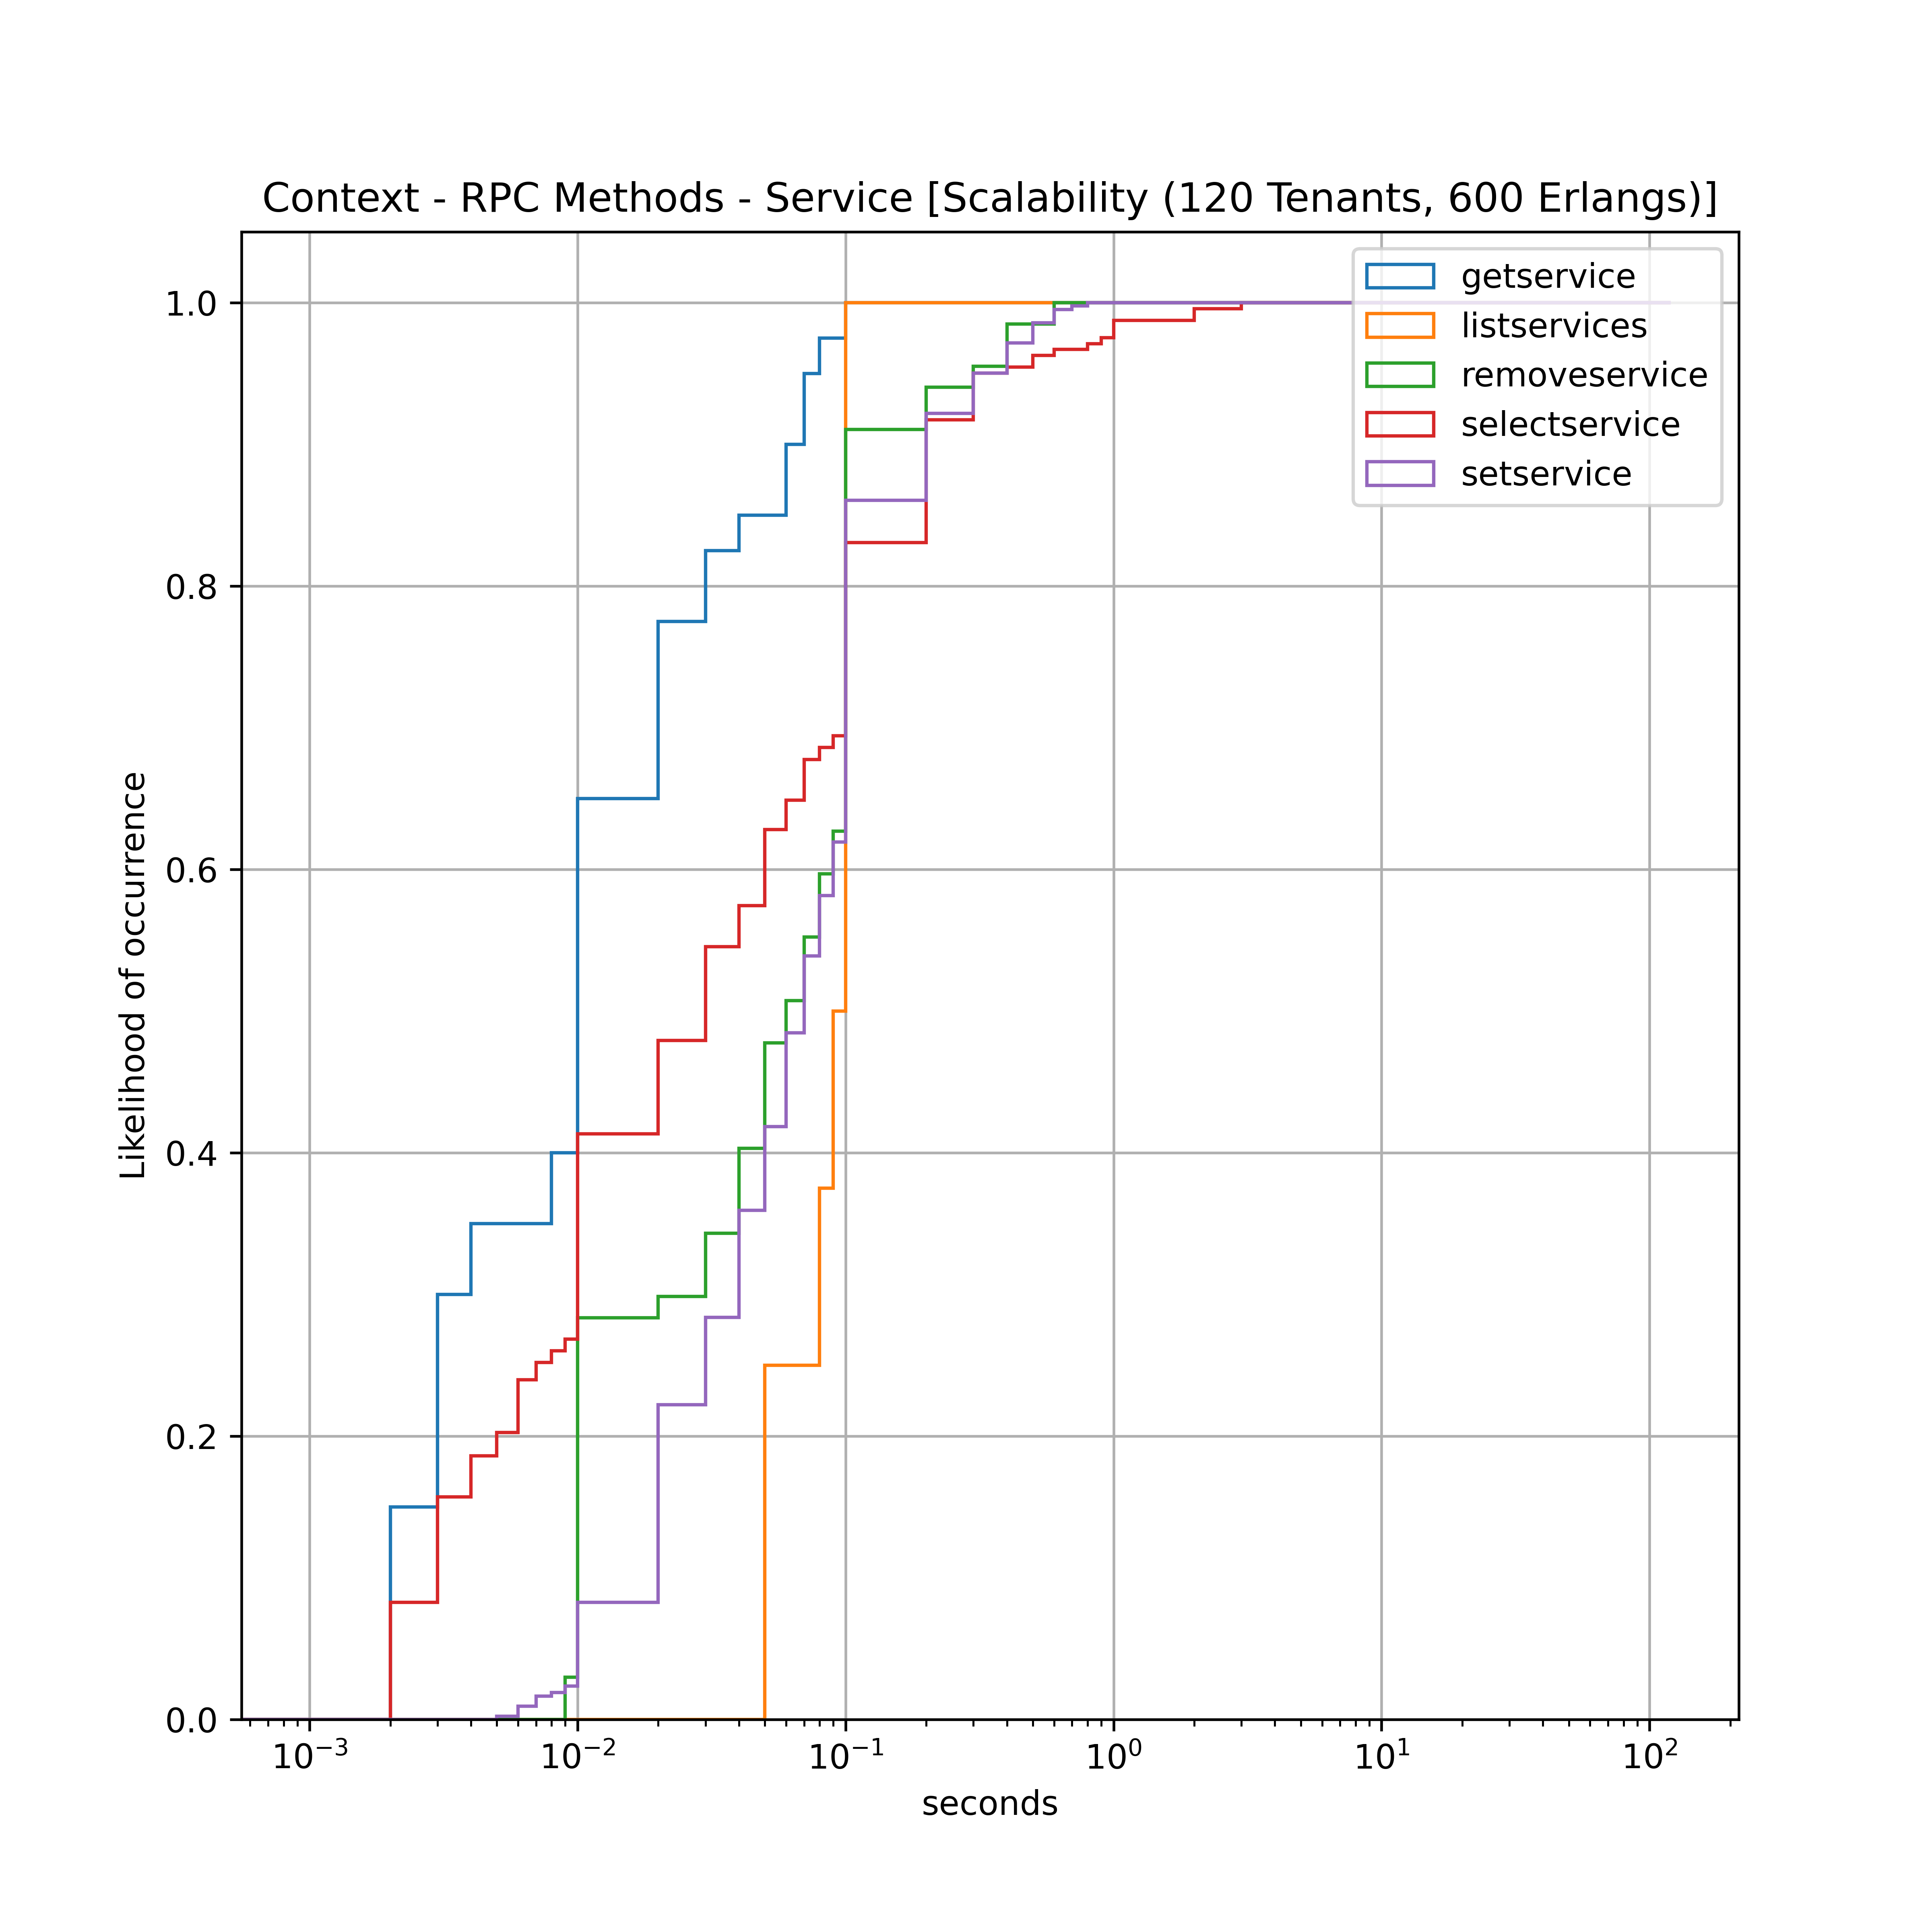 Context - RPC Methods - Service [Scalability (120 Tenants, 600 Erlangs)]
getservice
listservices
removeservice
selectservice
setservice
Likelihood of occurrence
1.0
0.8
0.6
0.4
0.2
0.0
10⁻³ 10⁻² 10⁻¹ 10⁰ 10¹ 10²
seconds